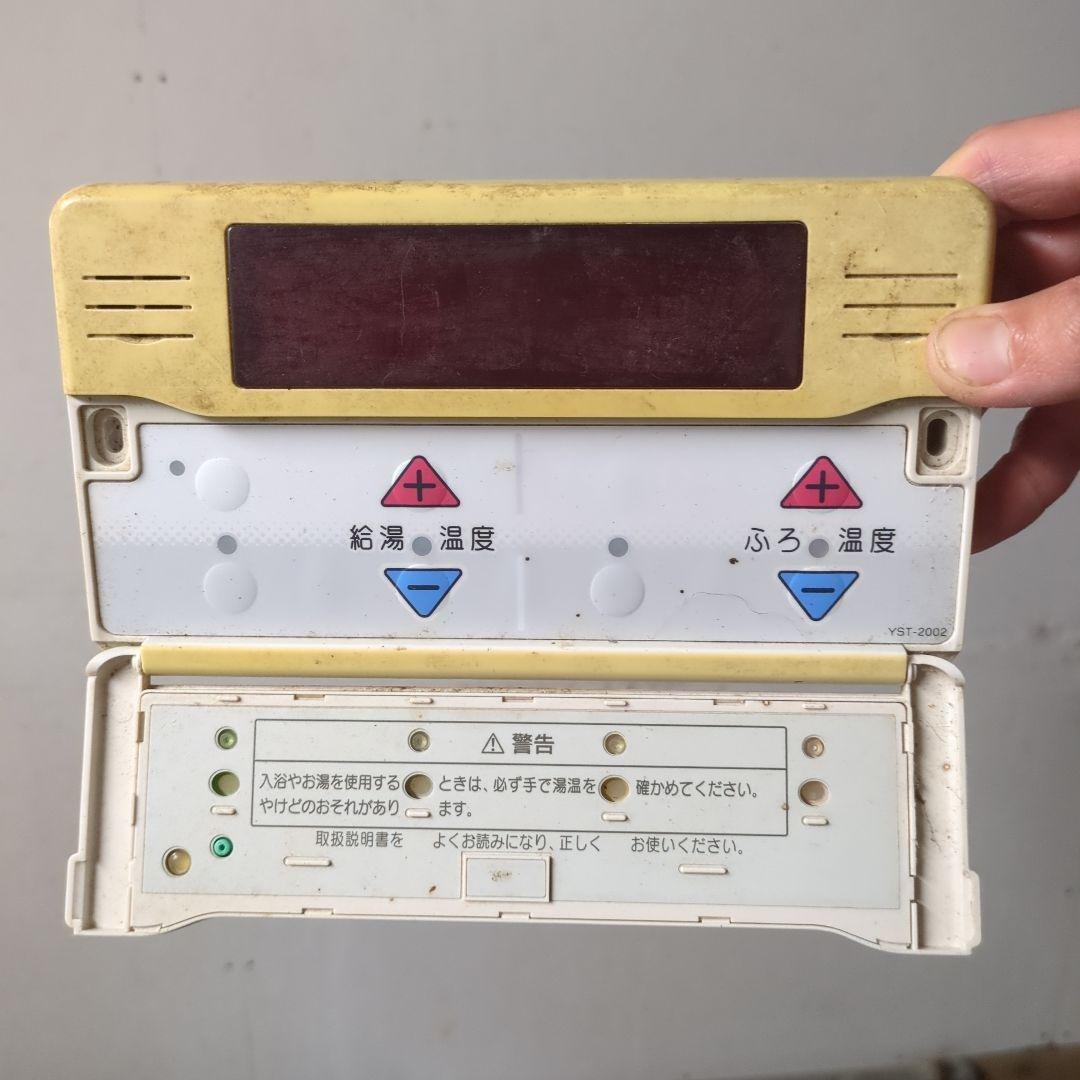 + +
給湯 温度 ふろ 温度
− −
YST-2002
⚠ 警告
入浴やお湯を使用する ときは、必ず手で湯温を 確かめてください。
やけどのおそれがあり ます。
取扱説明書を よくお読みになり、正しく お使いください。